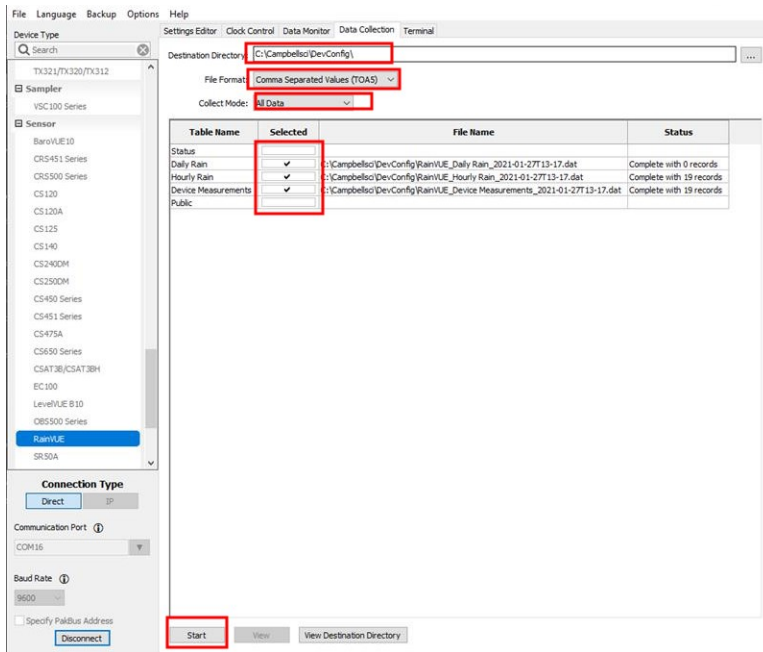 File Language Backup Options Help
Device Type
Search
TX321/TX320/TX312
Sampler
VSC100 Series
Sensor
BaroVUE10
CRS451 Series
CRS500 Series
CS120
CS120A
CS125
CS140
CS240DM
CS250DM
CS450 Series
CS451 Series
CS475A
CS650 Series
CSAT3B/CSAT3BH
EC100
LevelVUE B10
OBS500 Series
RainVUE
SR50A
Connection Type
Direct IP
Communication Port
COM16
Baud Rate
9600
Specify PakBus Address
Disconnect
Settings Editor Clock Control Data Monitor Data Collection Terminal
Destination Directory: C:\Campbellsci\DevConfig\ ...
File Format: Comma Separated Values (TOA5)
Collect Mode: All Data
Table Name Selected File Name Status
Status
Daily Rain ✔ C:\Campbellsci\DevConfig\RainVUE_Daily Rain_2021-01-27T13-17.dat Complete with 0 records
Hourly Rain ✔ C:\Campbellsci\DevConfig\RainVUE_Hourly Rain_2021-01-27T13-17.dat Complete with 19 records
Device Measurements ✔ C:\Campbellsci\DevConfig\RainVUE_Device Measurements_2021-01-27T13-17.dat Complete with 19 records
Public
Start View View Destination Directory